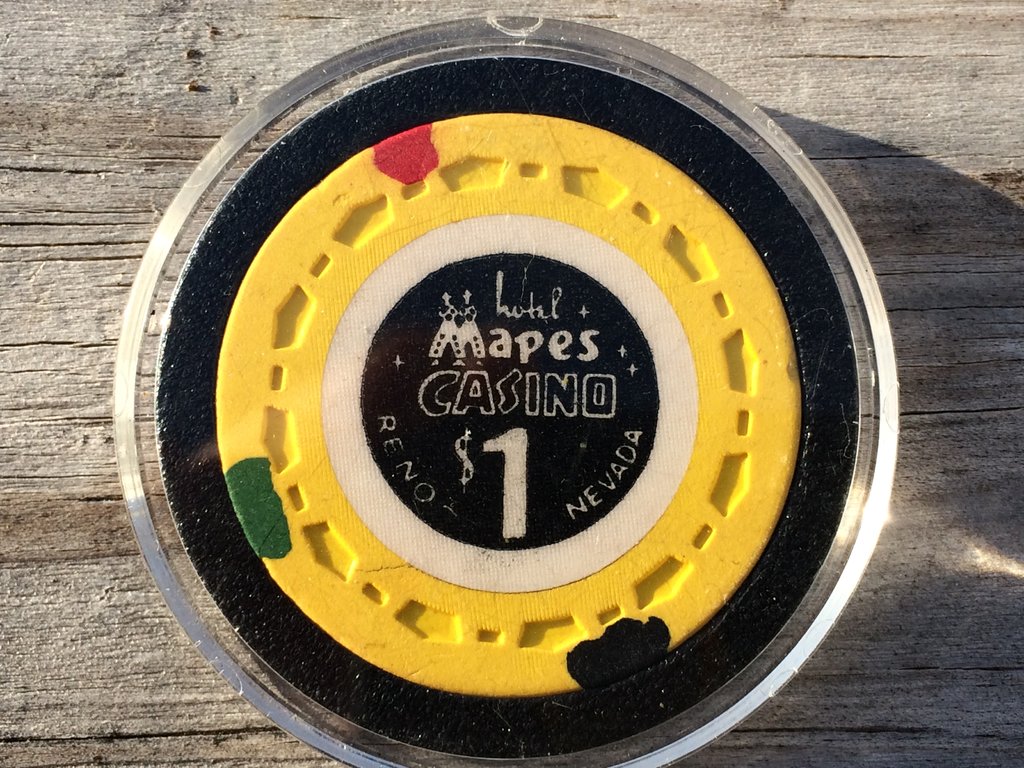 hotel
Mapes
CASINO
$1
RENO, NEVADA